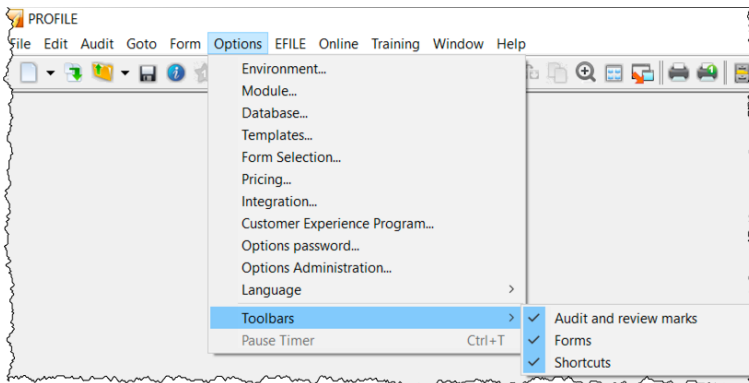 PROFILE
File Edit Audit Goto Form Options EFILE Online Training Window Help
Environment...
Module...
Database...
Templates...
Form Selection...
Pricing...
Integration...
Customer Experience Program...
Options password...
Options Administration...
Language
Toolbars
Audit and review marks
Pause Timer Ctrl+T
Forms
Shortcuts